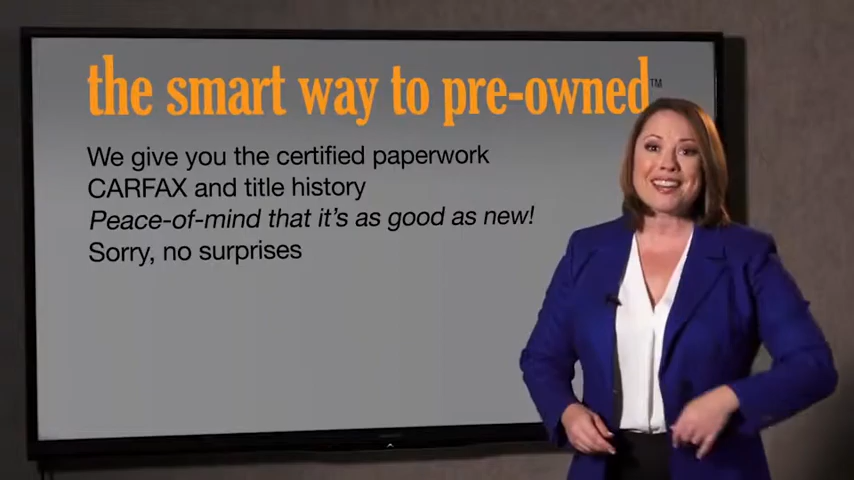 the smart way to pre-owned™
We give you the certified paperwork
CARFAX and title history
Peace-of-mind that it's as good as new!
Sorry, no surprises